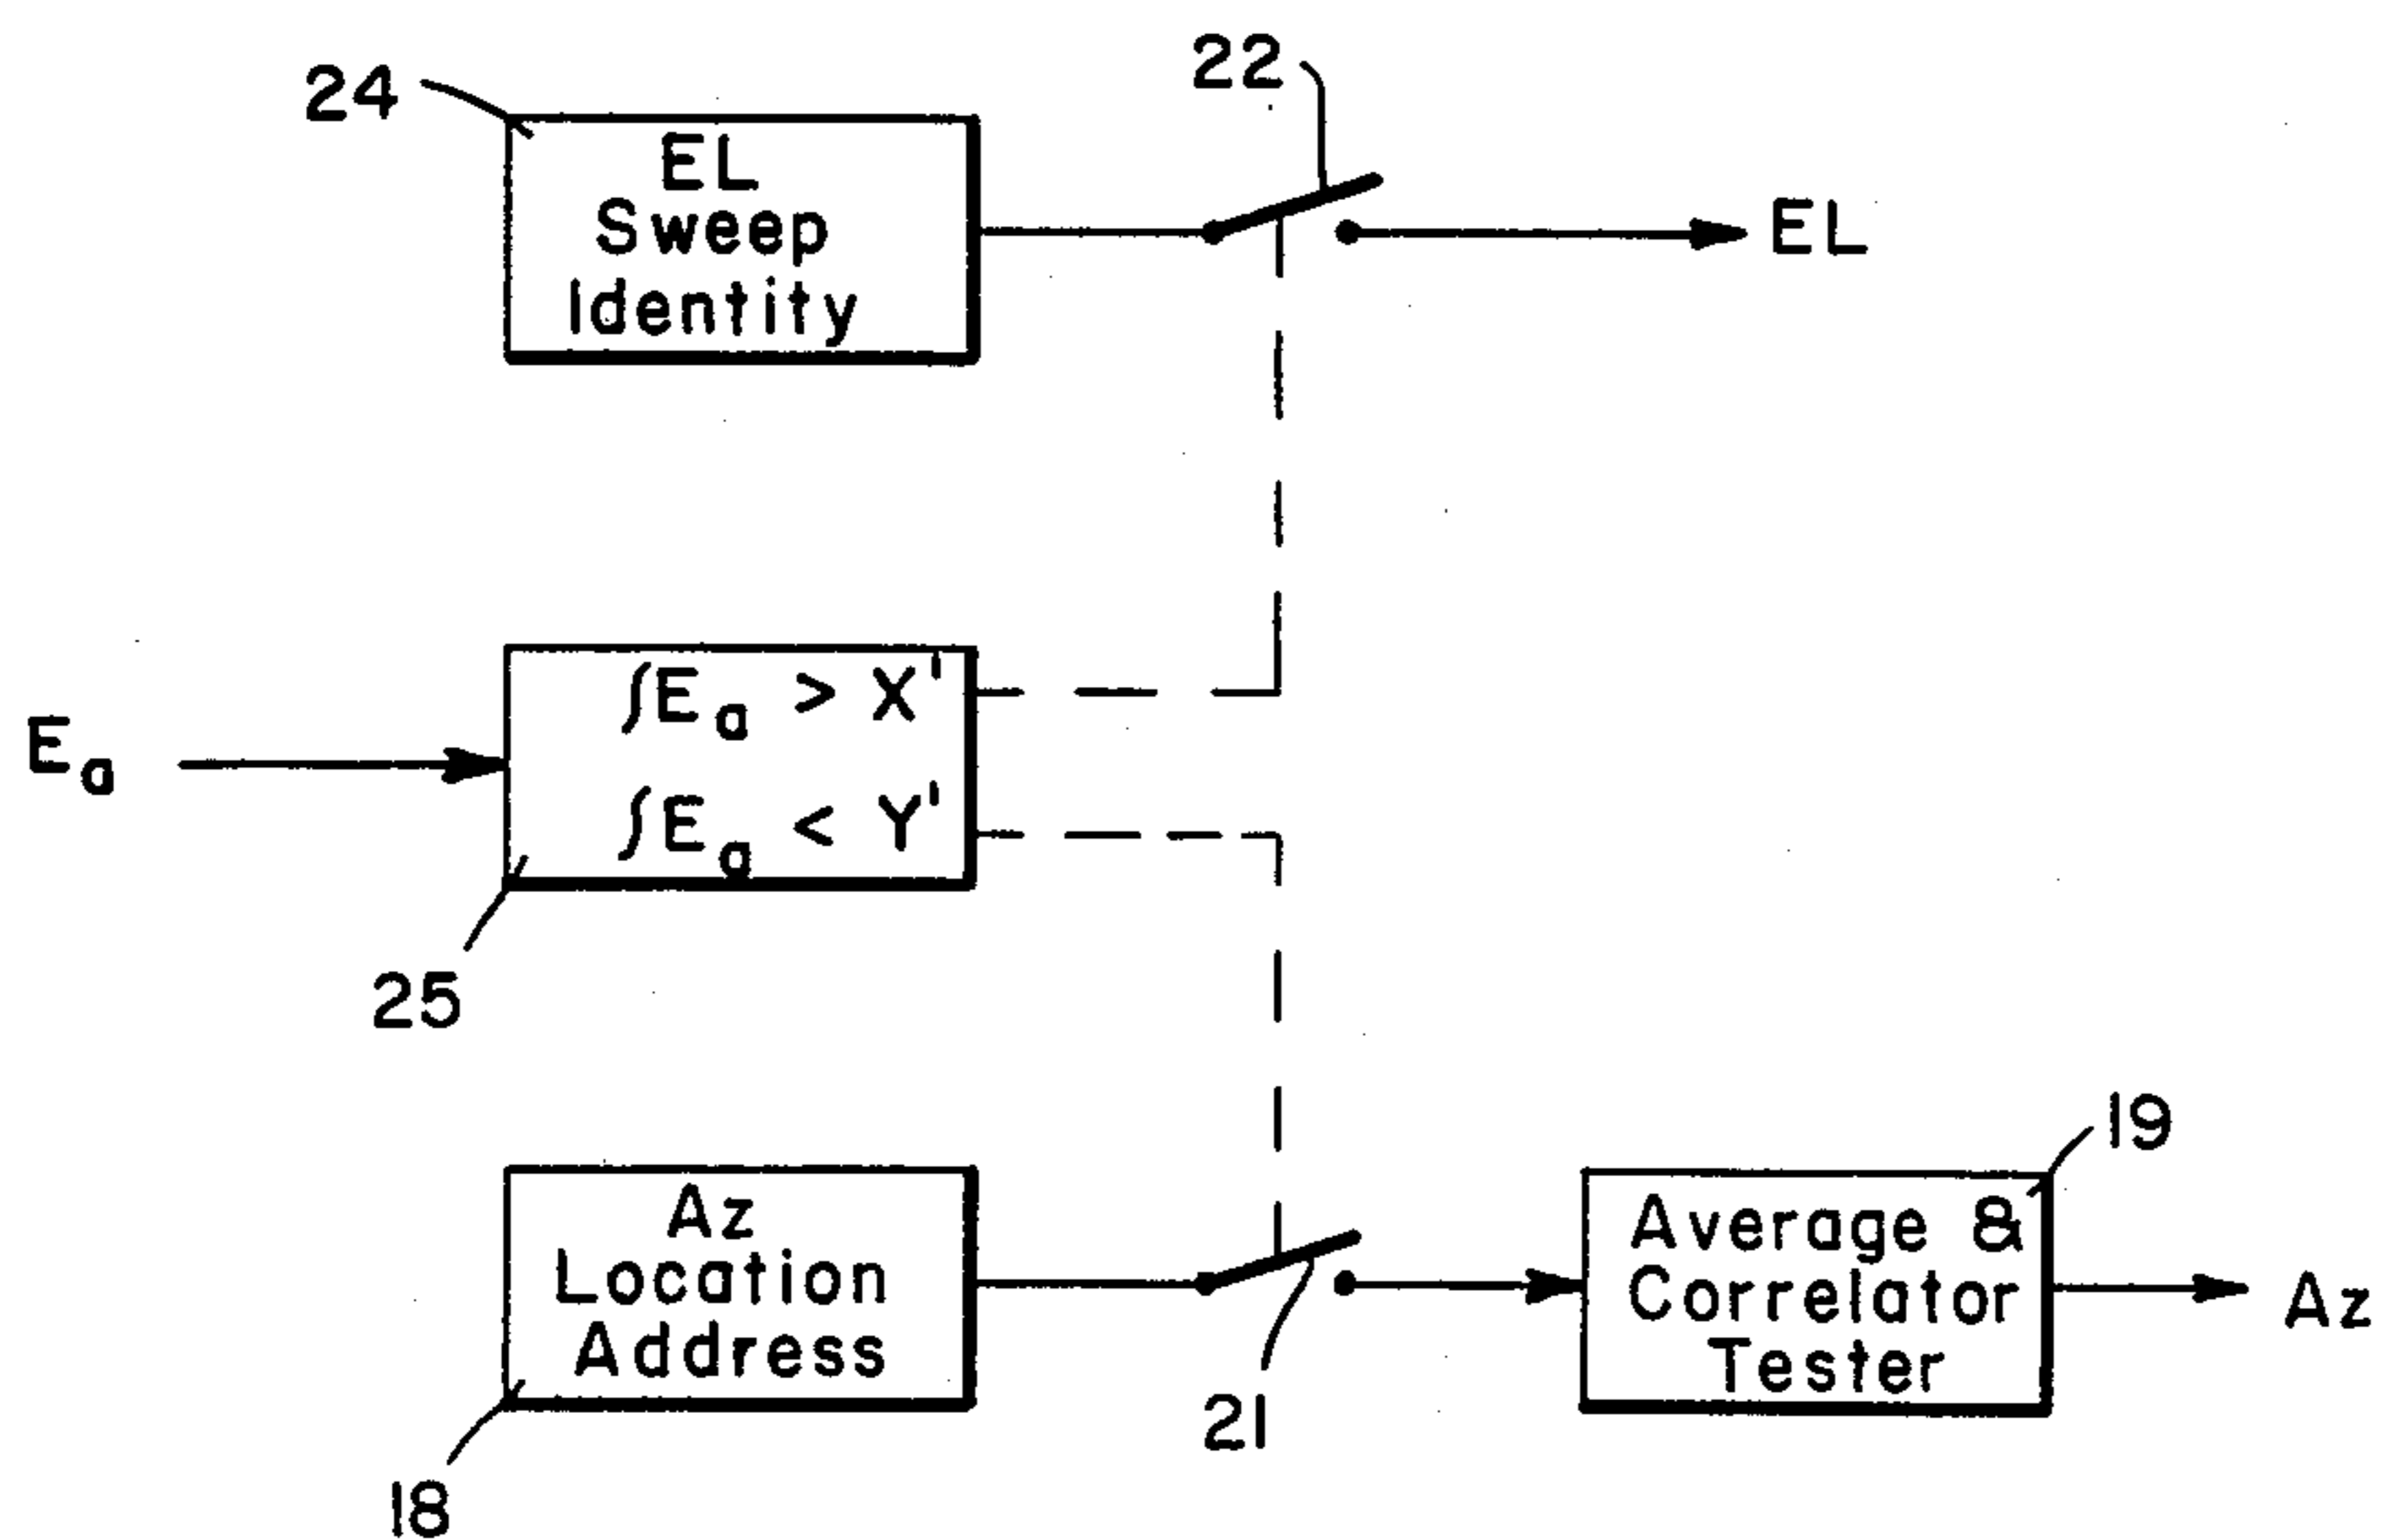 24
22
EL
Sweep
Identity
EL
∫Ea > X'
Ea
∫Ea < Y'
25
19
Az
Location
Address
Average &
Correlator
Tester
Az
21
18